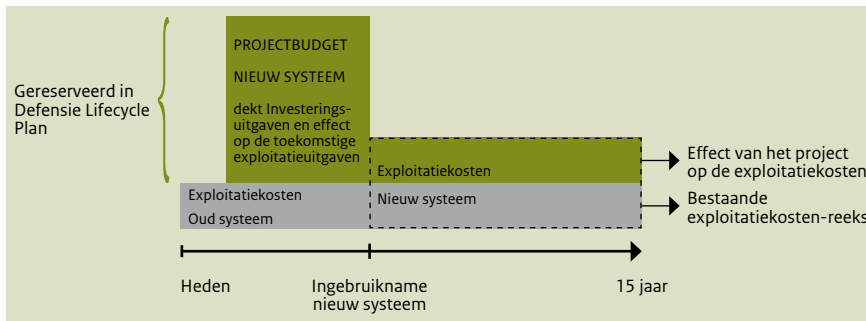 Gereserveerd in
Defensie Lifecycle
Plan
PROJECTBUDGET
NIEUW SYSTEEM
dekt Investerings-
uitgaven en effect
op de toekomstige
exploitatieuitgaven
Exploitatiekosten
Nieuw systeem
Exploitatiekosten
Oud systeem
Effect van het project
op de exploitatiekosten
Bestaande
exploitatiekosten-reeks
Heden
Ingebruikname
nieuw systeem
15 jaar